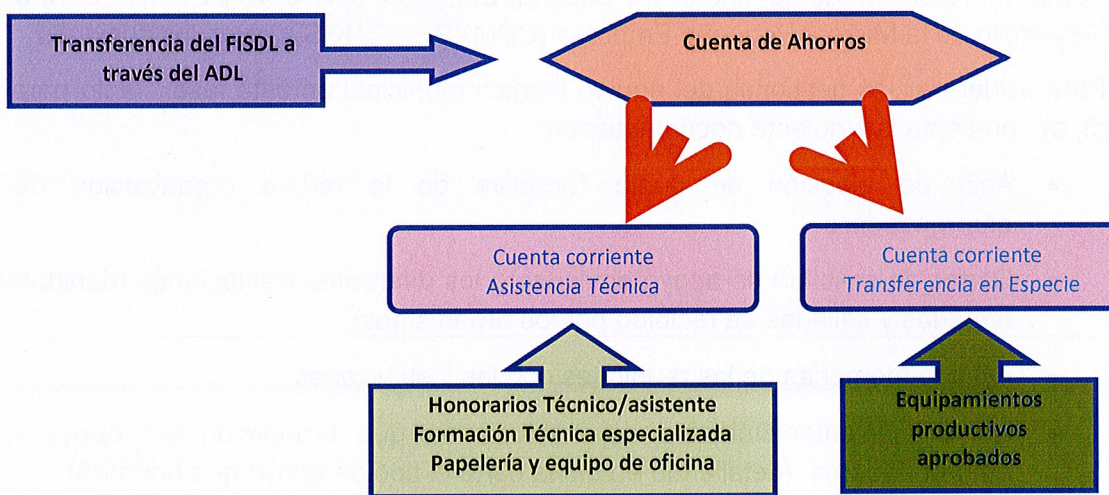 Transferencia del FISDL a
través del ADL
Cuenta de Ahorros
Cuenta corriente
Asistencia Técnica
Cuenta corriente
Transferencia en Especie
Honorarios Técnico/asistente
Formación Técnica especializada
Papelería y equipo de oficina
Equipamientos
productivos
aprobados